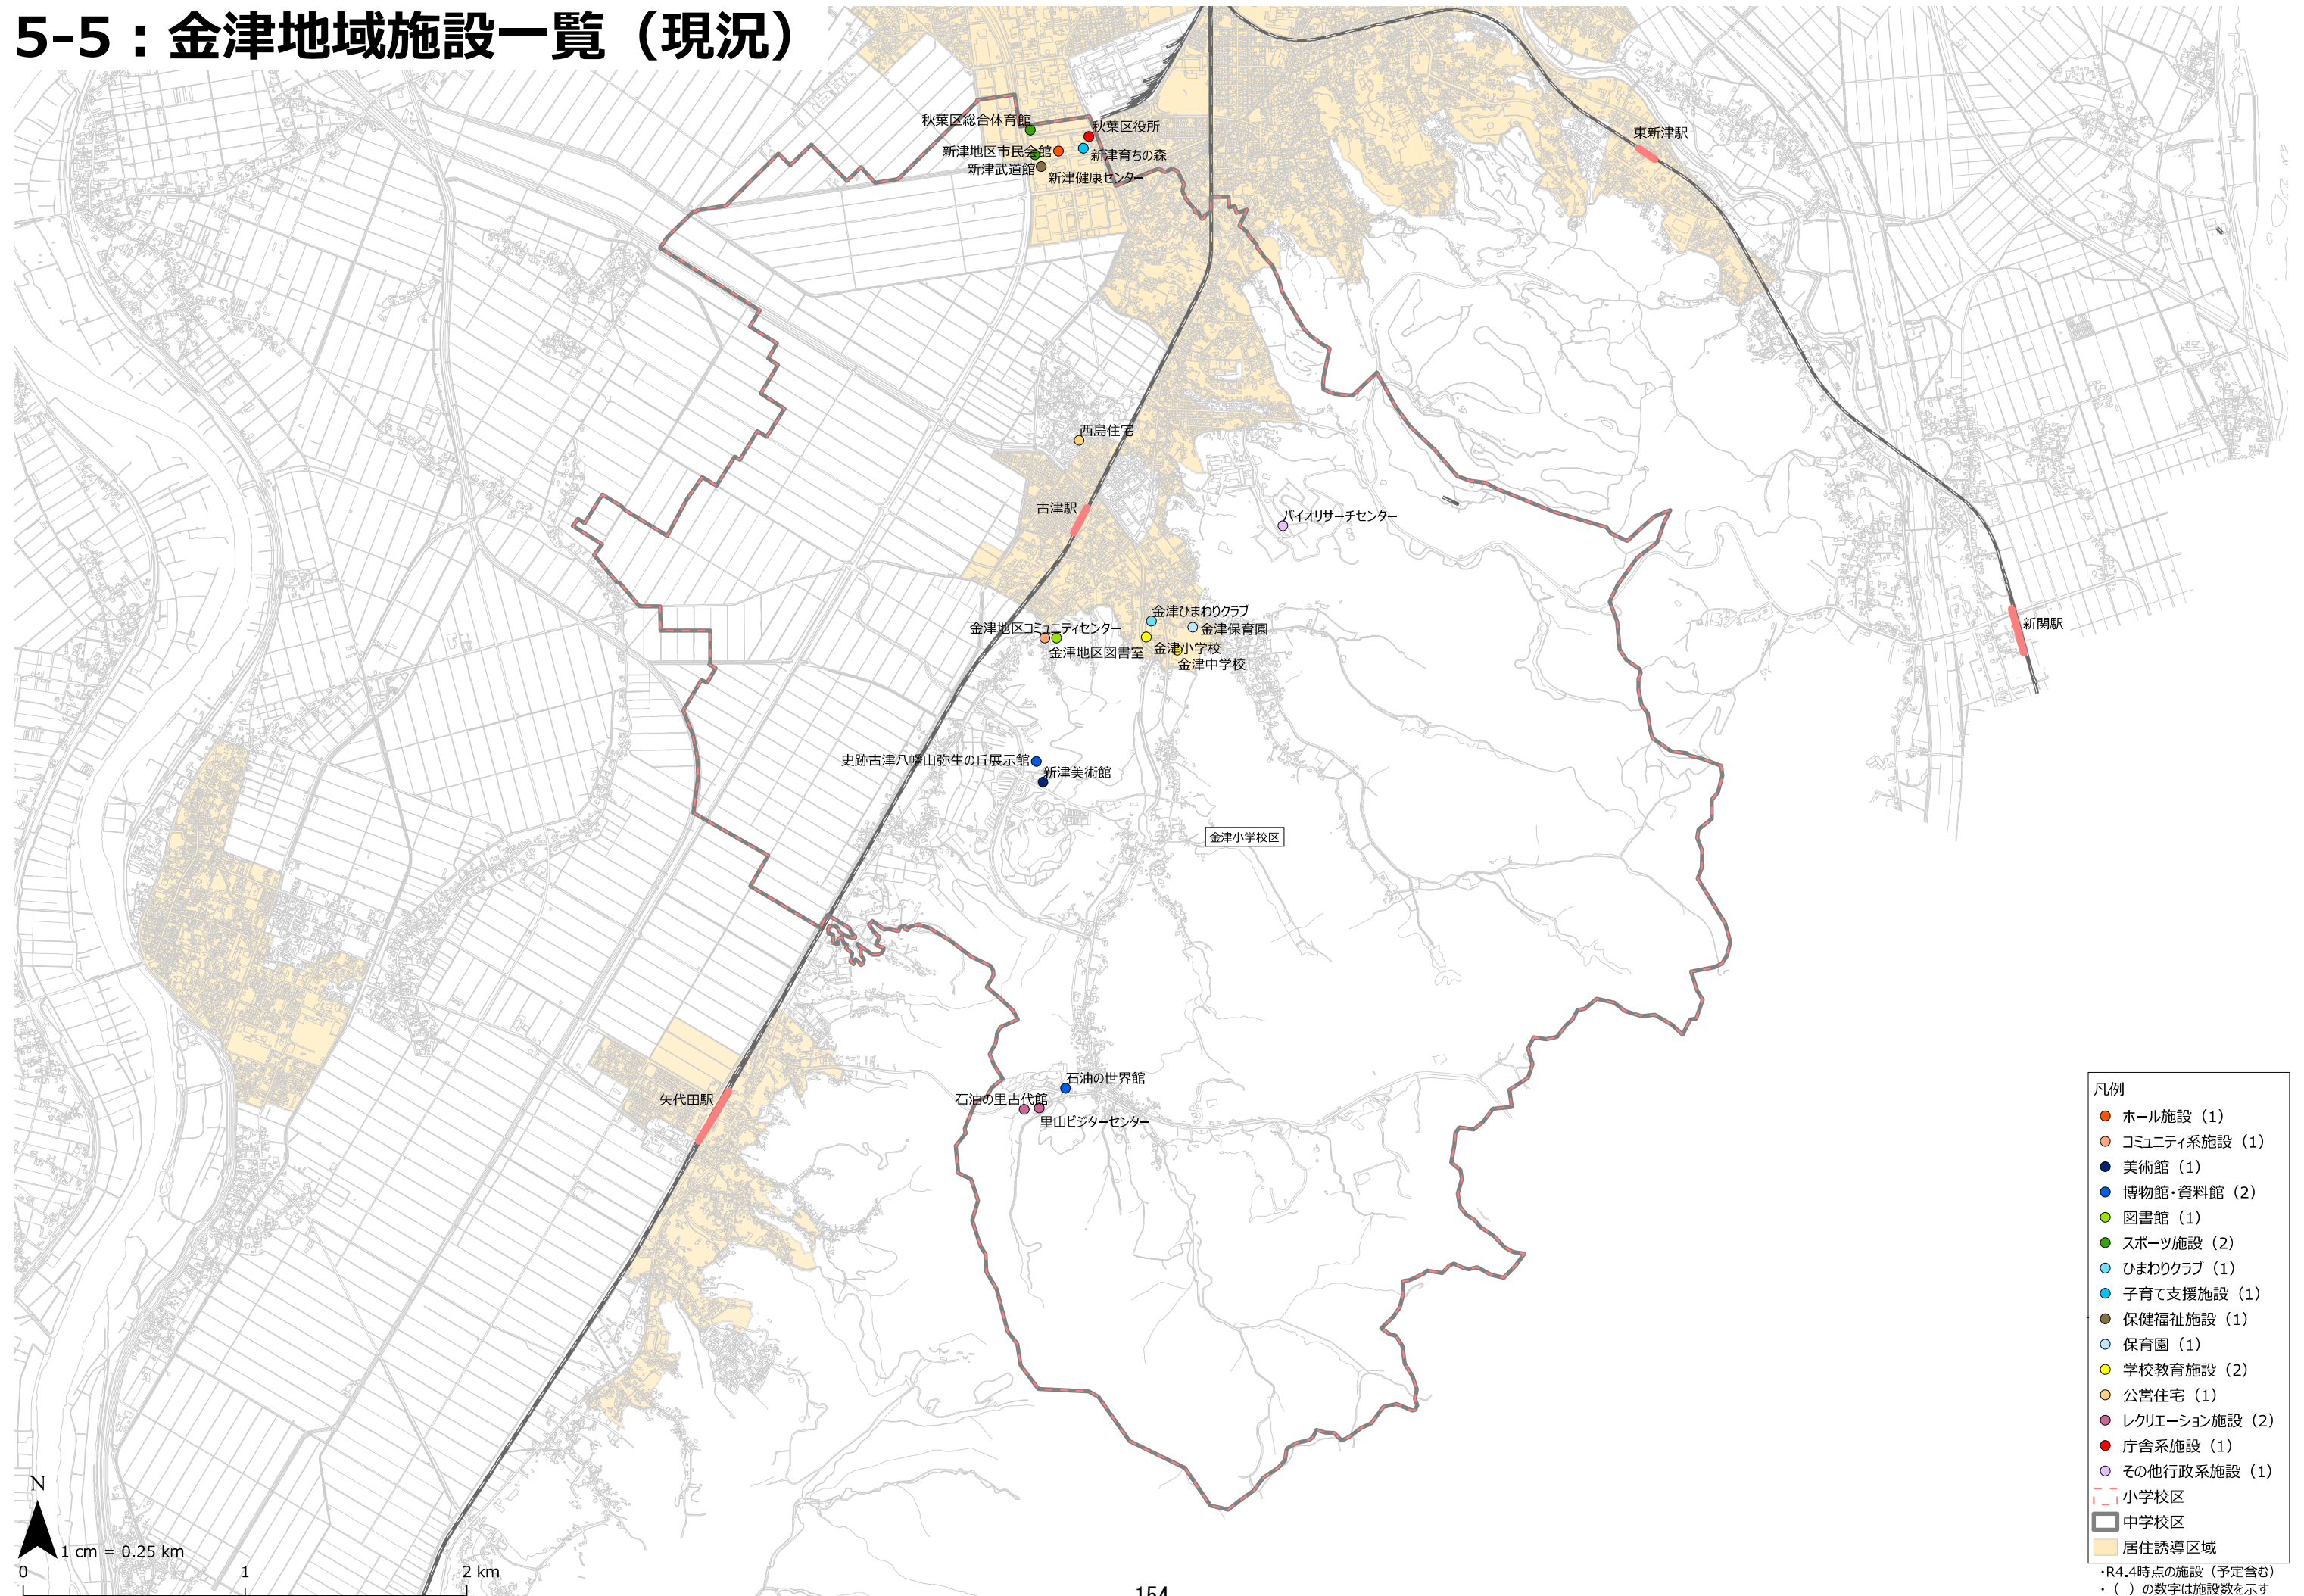 5-5：金津地域施設一覧（現況）
秋葉区総合体育館
秋葉区役所
東新津駅
新津地区市民会館
新津育ちの森
新津武道館
新津健康センター
西島住宅
古津駅
バイオリサーチセンター
金津ひまわりクラブ
金津地区コミュニティセンター
金津保育園
新関駅
金津地区図書室
金津小学校
金津中学校
史跡古津八幡山弥生の丘展示館
新津美術館
金津小学校区
石油の世界館
矢代田駅
石油の里古代館
里山ビジターセンター
凡例
ホール施設（1）
コミュニティ系施設（1）
美術館（1）
博物館・資料館（2）
図書館（1）
スポーツ施設（2）
ひまわりクラブ（1）
子育て支援施設（1）
保健福祉施設（1）
保育園（1）
学校教育施設（2）
公営住宅（1）
レクリエーション施設（2）
庁舎系施設（1）
その他行政系施設（1）
小学校区
中学校区
居住誘導区域
・R4.4時点の施設（予定含む）
・（ ）の数字は施設数を示す
N
1 cm = 0.25 km
0 1 2 km
154